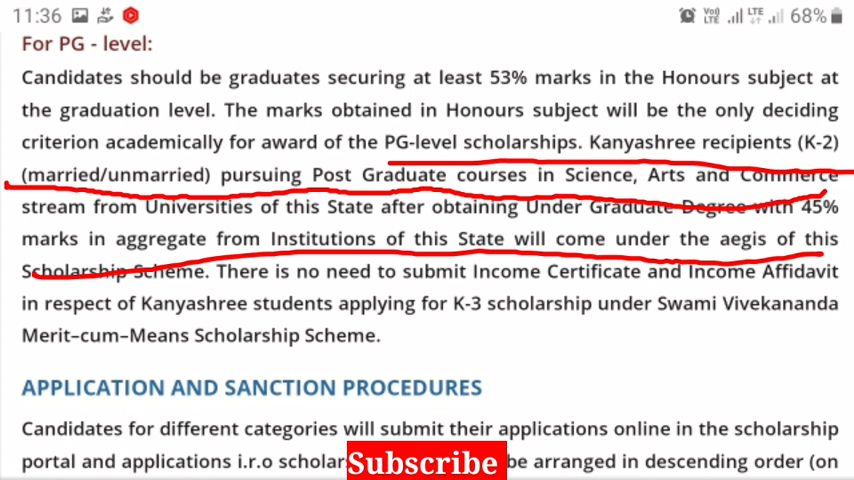 11:36 VoD LTE LTE 68%
For PG - level:
Candidates should be graduates securing at least 53% marks in the Honours subject at
the graduation level. The marks obtained in Honours subject will be the only deciding
criterion academically for award of the PG-level scholarships. Kanyashree recipients (K-2)
(married/unmarried) pursuing Post Graduate courses in Science, Arts and Commerce
stream from Universities of this State after obtaining Under Graduate Degree with 45%
marks in aggregate from Institutions of this State will come under the aegis of this
Scholarship Scheme. There is no need to submit Income Certificate and Income Affidavit
in respect of Kanyashree students applying for K-3 scholarship under Swami Vivekananda
Merit–cum–Means Scholarship Scheme.
APPLICATION AND SANCTION PROCEDURES
Candidates for different categories will submit their applications online in the scholarship
portal and applications i.r.o be arranged in descending order (on
Subscribe